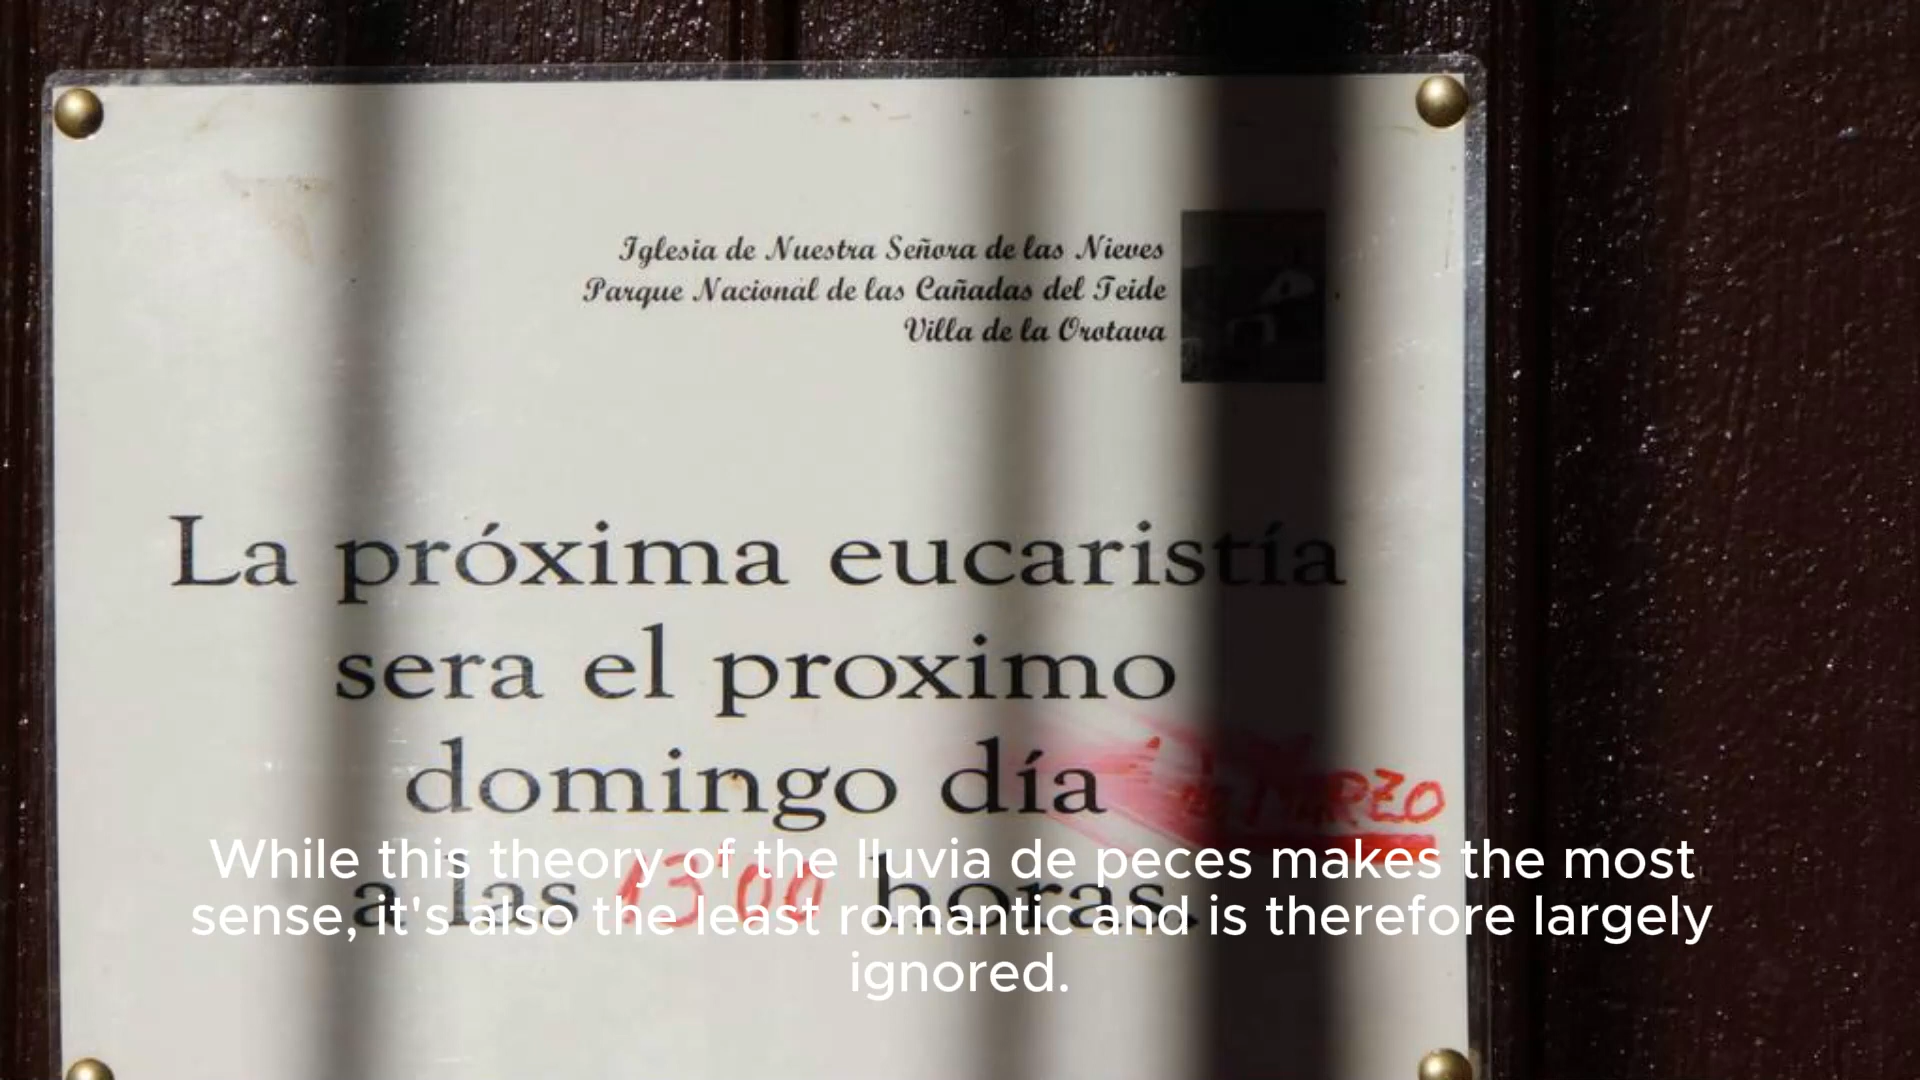 Iglesia de Nuestra Señora de las Nieves
Parque Nacional de las Cañadas del Teide
Villa de la Orotava
La próxima eucaristía
sera el proximo
domingo día
a las 13'00 horas.
While this theory of the lluvia de peces makes the most
sense, it's also the least romantic and is therefore largely
ignored.